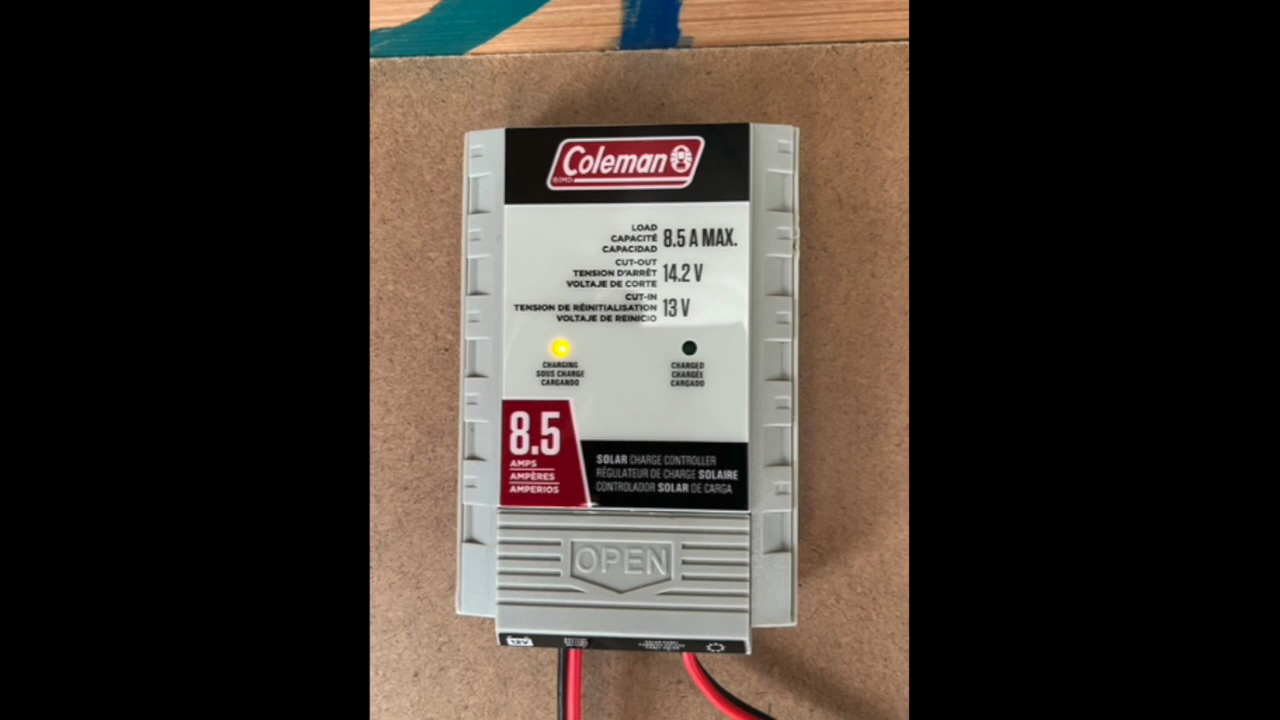 Coleman
LOAD
CAPACITÉ
CAPACIDAD
8.5 A MAX.
CUT-OUT
TENSION D'ARRÊT
VOLTAJE DE CORTE
14.2 V
CUT-IN
TENSION DE RÉINITIALISATION
VOLTAJE DE REINICIO
13 V
CHARGING
SOUS CHARGE
CARGANDO
CHARGED
CHARGÉE
CARGADO
8.5
AMPS
AMPÈRES
AMPERIOS
SOLAR CHARGE CONTROLLER
RÉGULATEUR DE CHARGE SOLAIRE
CONTROLADOR SOLAR DE CARGA
OPEN
12V